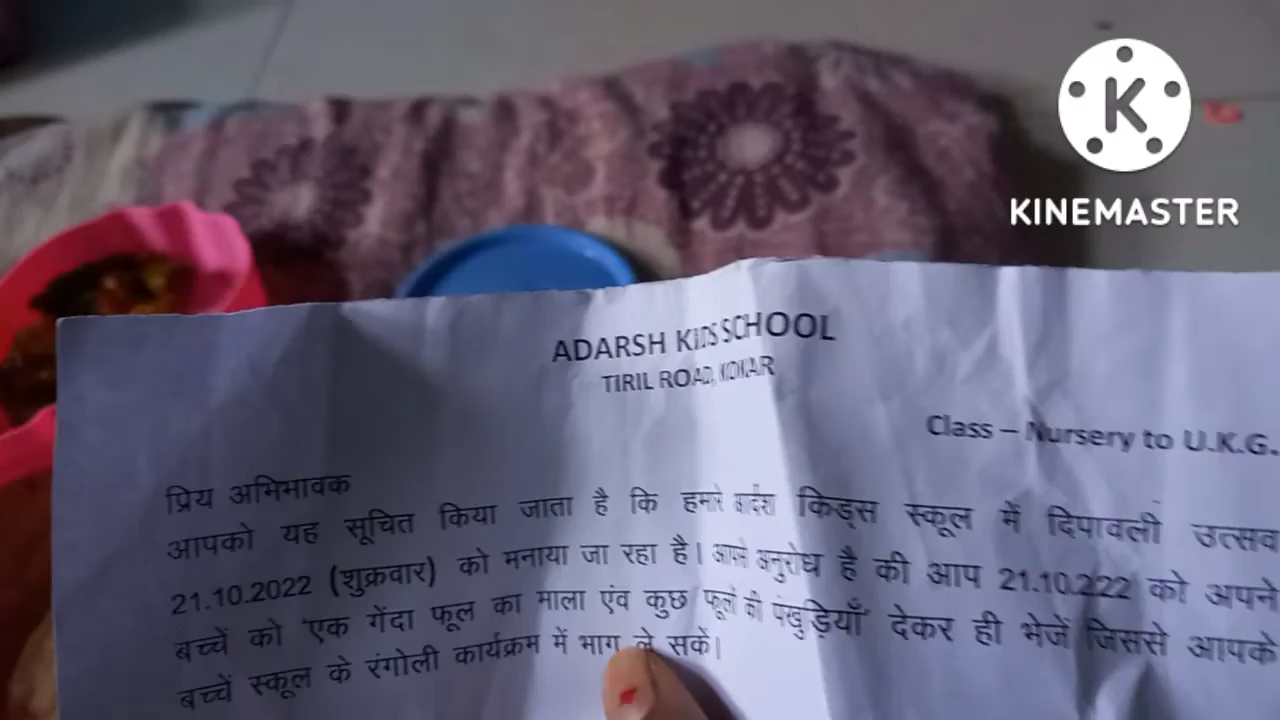 KINEMASTER
ADARSH KIDS SCHOOL
TIRIL ROAD, KOKAR
Class – Nursery to U.K.G.
प्रिय अभिभावक
आपको यह सूचित किया जाता है कि हमारे आर्दश किड्स स्कूल में दिपावली उत्सव
21.10.2022 (शुक्रवार) को मनाया जा रहा है। आपसे अनुरोध है की आप 21.10.222 को अपने
बच्चें को 'एक गेंदा फूल का माला एंव कुछ फूलों की पंखुड़ियाँ' देकर ही भेजें जिससे आपके
बच्चें स्कूल के रंगोली कार्यक्रम में भाग ले सकें।